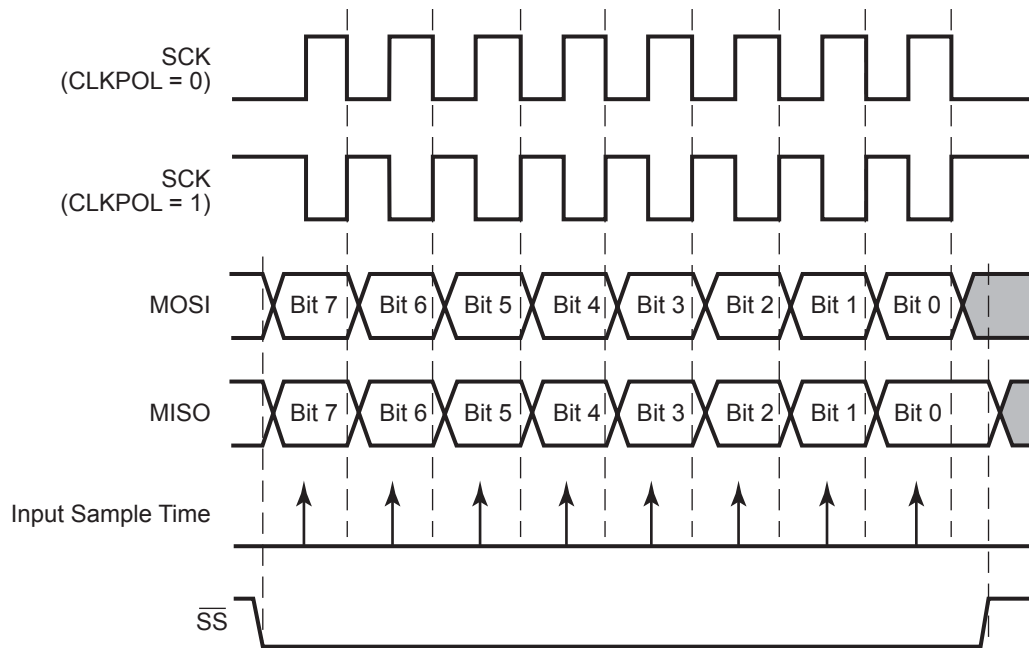 SCK
(CLKPOL = 0)
SCK
(CLKPOL = 1)
MOSI
Bit 7 Bit 6 Bit 5 Bit 4 Bit 3 Bit 2 Bit 1 Bit 0
MISO
Bit 7 Bit 6 Bit 5 Bit 4 Bit 3 Bit 2 Bit 1 Bit 0
Input Sample Time
S̅S̅